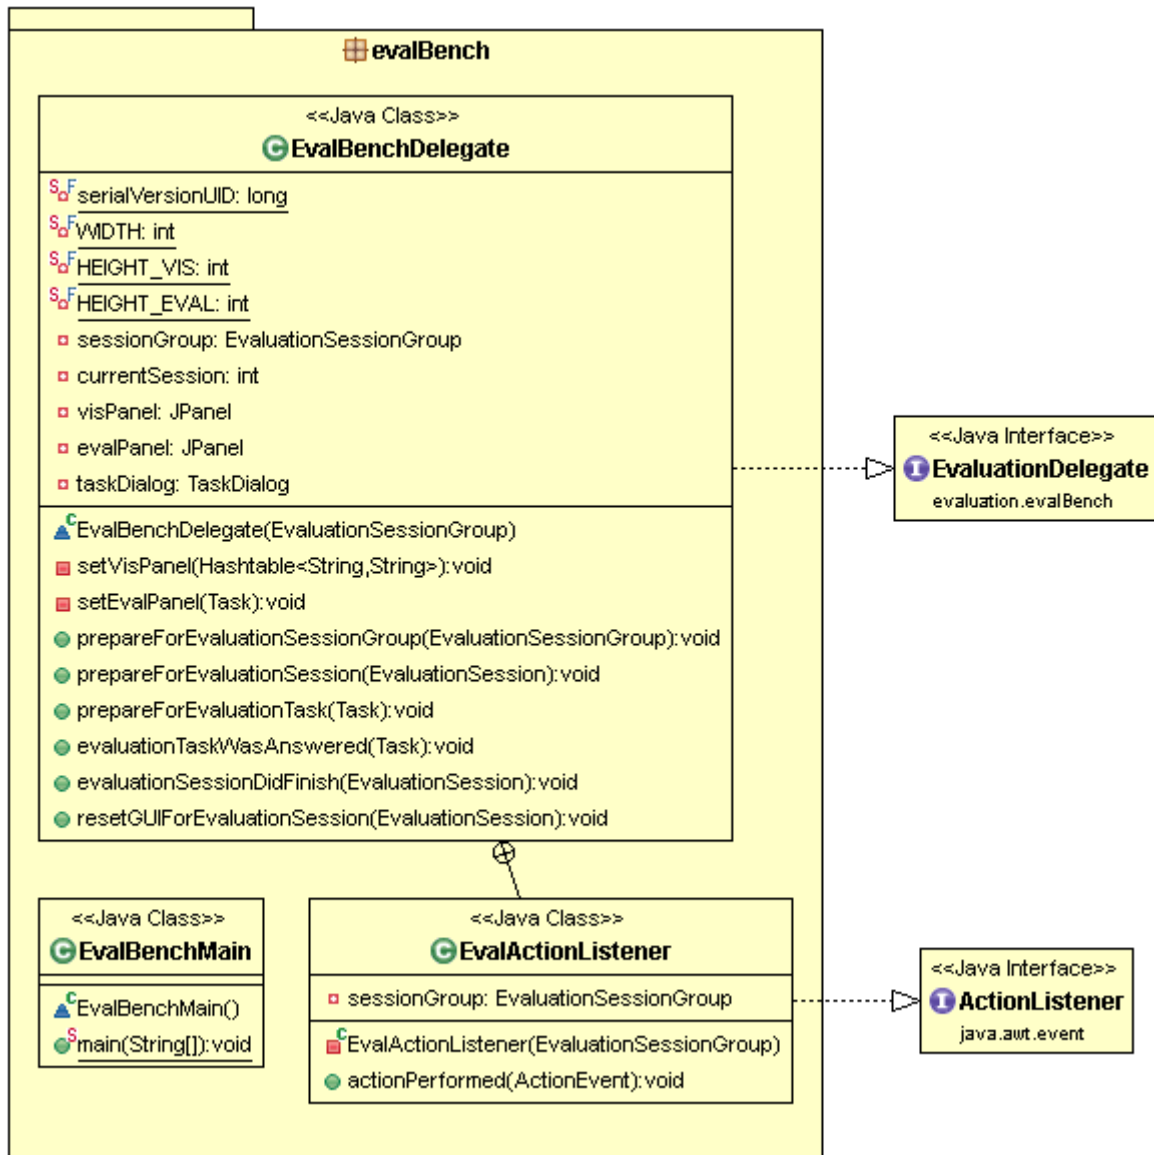 evalBench
<<Java Class>>
EvalBenchDelegate
serialVersionUID: long
WIDTH: int
HEIGHT_VIS: int
HEIGHT_EVAL: int
sessionGroup: EvaluationSessionGroup
currentSession: int
visPanel: JPanel
evalPanel: JPanel
taskDialog: TaskDialog
EvalBenchDelegate(EvaluationSessionGroup)
setVisPanel(Hashtable<String,String>):void
setEvalPanel(Task):void
prepareForEvaluationSessionGroup(EvaluationSessionGroup):void
prepareForEvaluationSession(EvaluationSession):void
prepareForEvaluationTask(Task):void
evaluationTaskWasAnswered(Task):void
evaluationSessionDidFinish(EvaluationSession):void
resetGUIForEvaluationSession(EvaluationSession):void
<<Java Interface>>
EvaluationDelegate
evaluation.evalBench
<<Java Class>>
EvalBenchMain
EvalBenchMain()
main(String[]):void
<<Java Class>>
EvalActionListener
sessionGroup: EvaluationSessionGroup
EvalActionListener(EvaluationSessionGroup)
actionPerformed(ActionEvent):void
<<Java Interface>>
ActionListener
java.awt.event